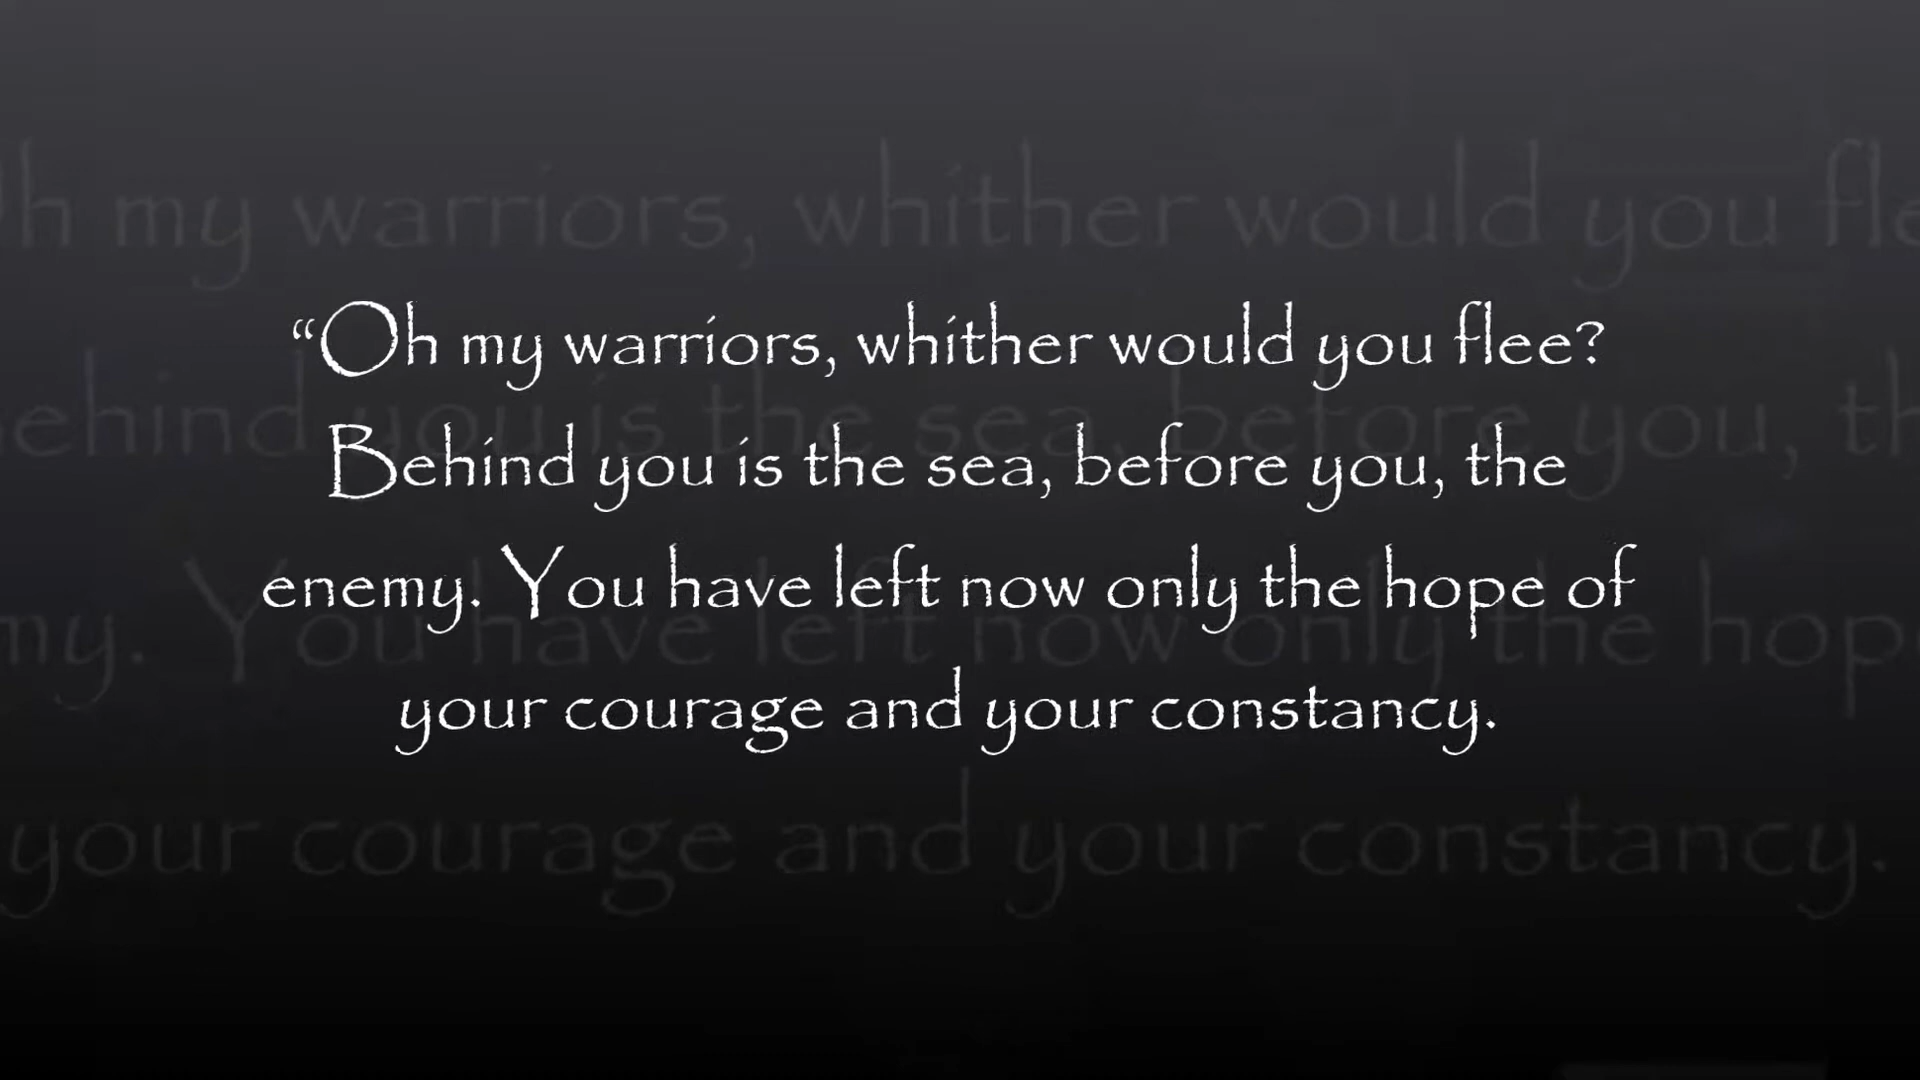 “Oh my warriors, whither would you flee?
Behind you is the sea, before you, the
enemy. You have left now only the hope of
your courage and your constancy.